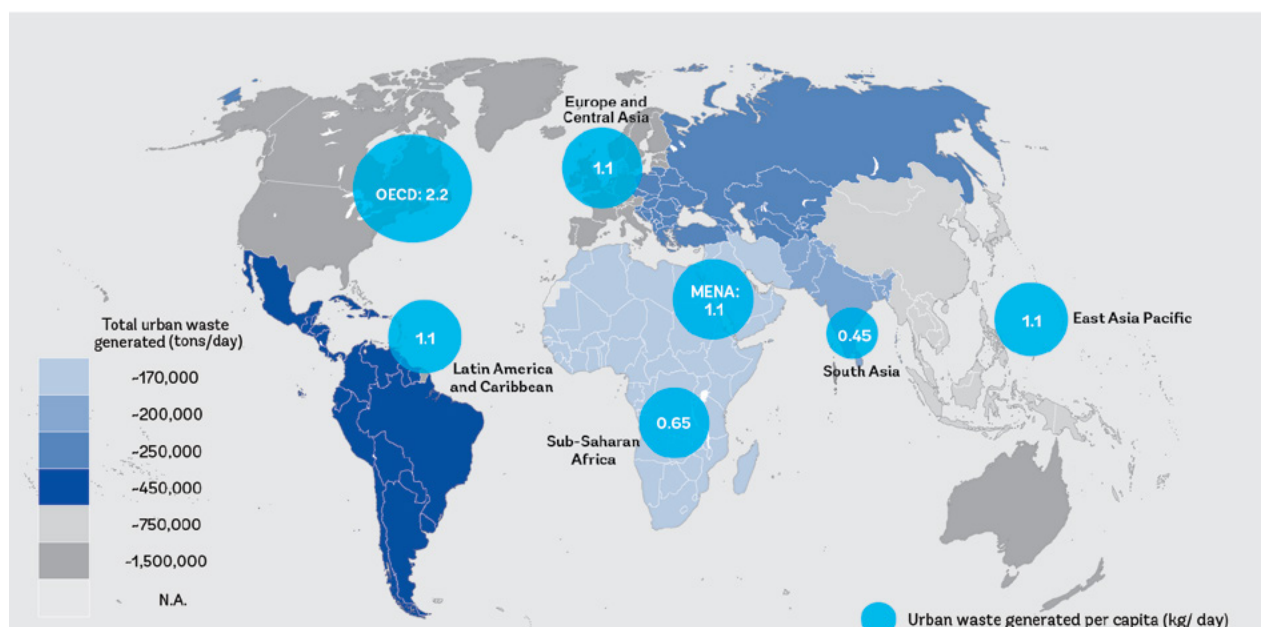 Europe and
Central Asia
1.1
OECD: 2.2
MENA:
1.1
1.1
Latin America
and Caribbean
0.45
South Asia
1.1
East Asia Pacific
0.65
Sub-Saharan
Africa
Total urban waste
generated (tons/day)
~170,000
~200,000
~250,000
~450,000
~750,000
~1,500,000
N.A.
Urban waste generated per capita (kg/ day)